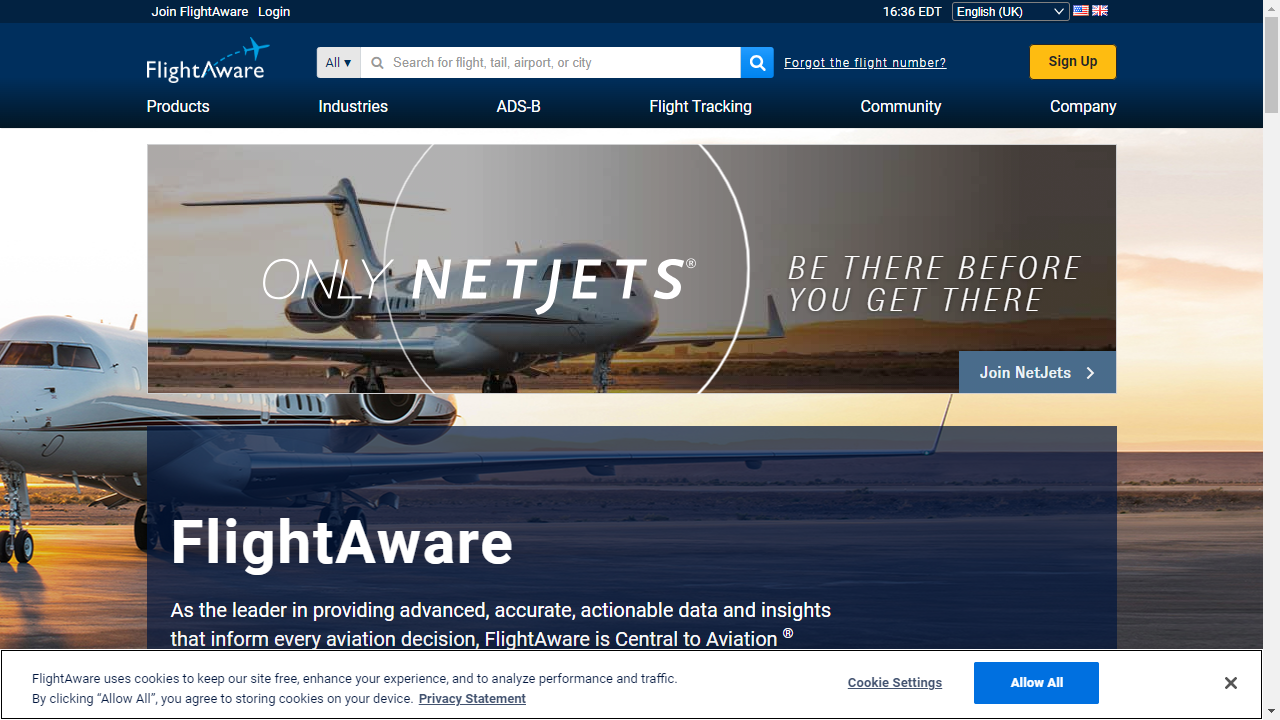 Join FlightAware Login 16:36 EDT English (UK)
FlightAware All ▾ Search for flight, tail, airport, or city Forgot the flight number? Sign Up
Products Industries ADS-B Flight Tracking Community Company
ONLY NETJETS® BE THERE BEFORE
YOU GET THERE
Join NetJets
FlightAware
As the leader in providing advanced, accurate, actionable data and insights
that inform every aviation decision, FlightAware is Central to Aviation ®
FlightAware uses cookies to keep our site free, enhance your experience, and to analyze performance and traffic.
By clicking “Allow All”, you agree to storing cookies on your device. Privacy Statement
Cookie Settings Allow All